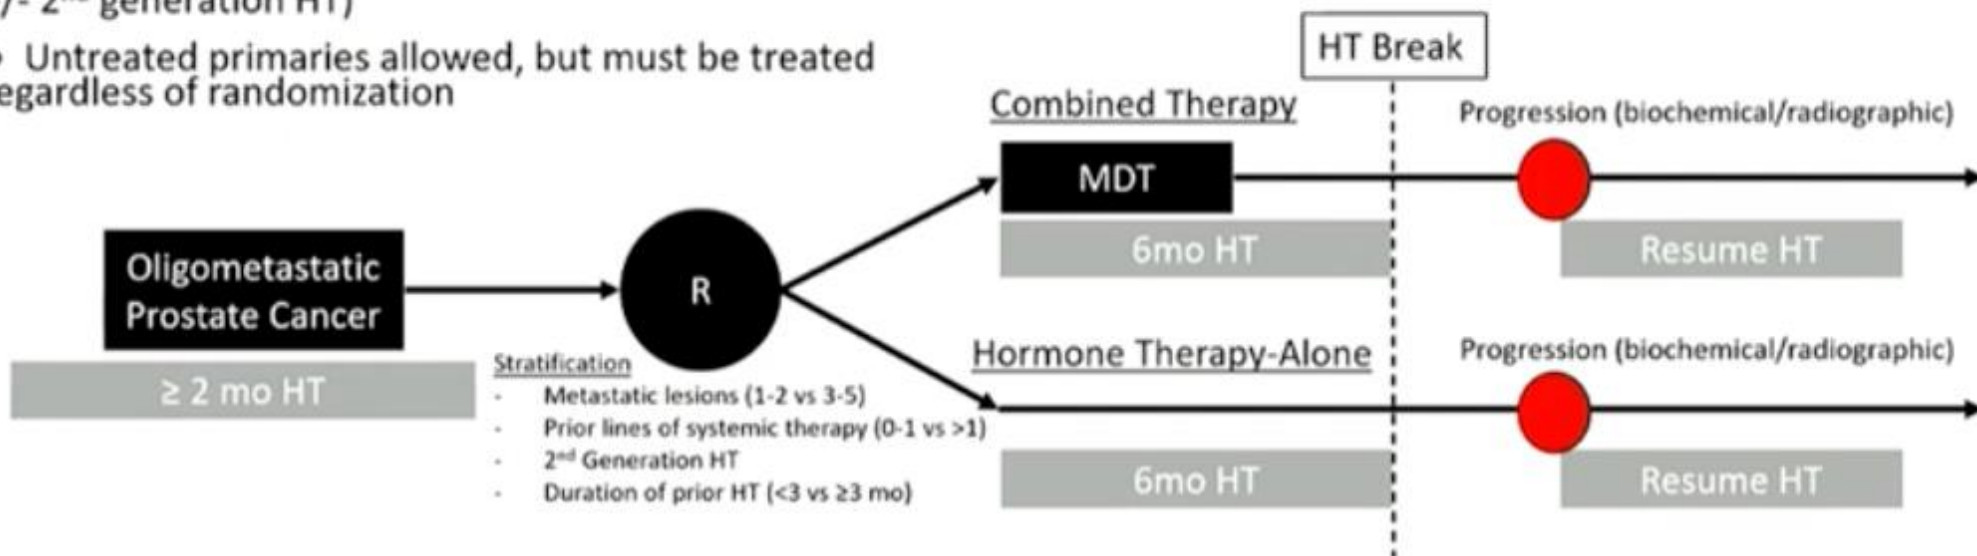 /- 2nd generation HT)
Untreated primaries allowed, but must be treated
egardless of randomization
HT Break
Combined Therapy
Progression (biochemical/radiographic)
MDT
6mo HT
Resume HT
Oligometastatic
Prostate Cancer
R
≥ 2 mo HT
Stratification
- Metastatic lesions (1-2 vs 3-5)
- Prior lines of systemic therapy (0-1 vs >1)
- 2nd Generation HT
- Duration of prior HT (<3 vs ≥3 mo)
Hormone Therapy-Alone
Progression (biochemical/radiographic)
6mo HT
Resume HT